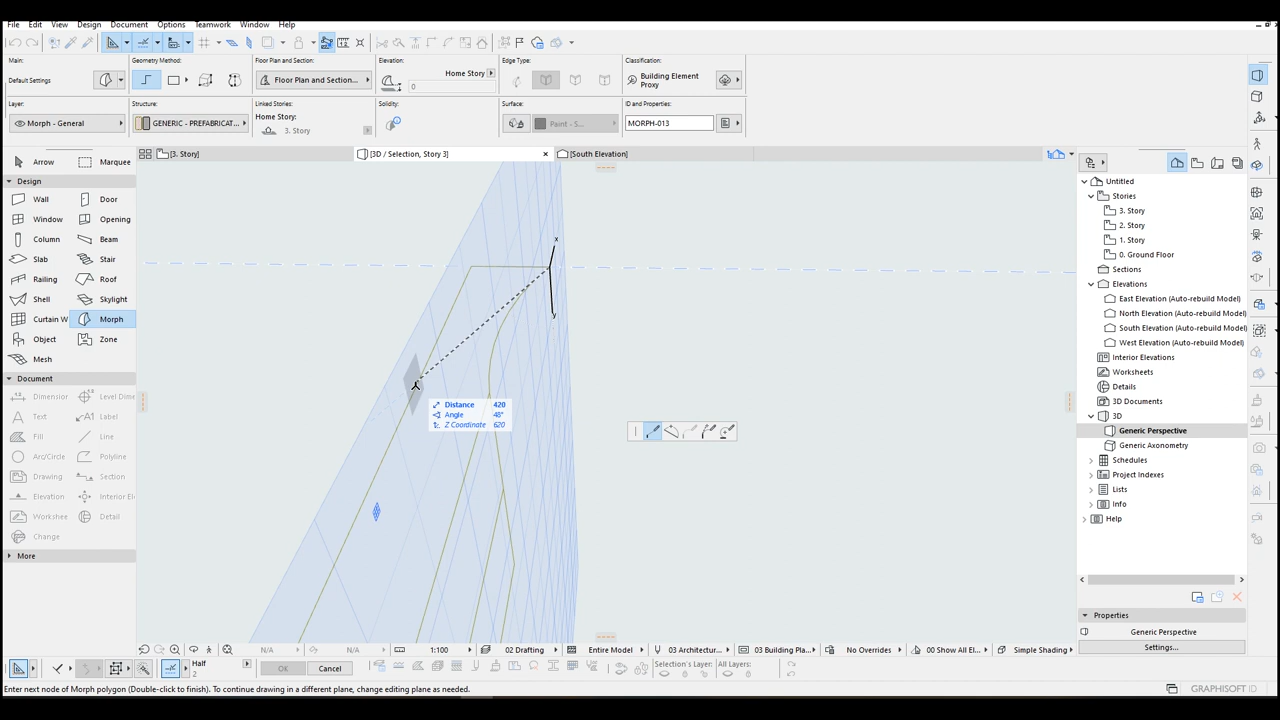 File Edit View Design Document Options Teamwork Window Help
Main: Geometry Method: Floor Plan and Section: Elevation: Edge Type: Classification:
Default Settings Floor Plan and Section... Home Story 0 Building Element Proxy
Layer: Structure: Linked Stories: Solidity: Surface: ID and Properties:
Morph - General GENERIC - PREFABRICAT... Home Story: 3. Story Paint - S... MORPH-013
[3. Story] [3D / Selection, Story 3] [South Elevation]
Arrow Marquee
Design
Wall Door
Window Opening
Column Beam
Slab Stair
Railing Roof
Shell Skylight
Curtain W Morph
Object Zone
Mesh
Document
Dimension Level Dim
Text Label
Fill Line
Arc/Circle Polyline
Drawing Section
Elevation Interior El
Workshee Detail
Change
More
x
y
Distance 420
Angle 48°
Z Coordinate 620
Untitled
Stories
3. Story
2. Story
1. Story
0. Ground Floor
Sections
Elevations
East Elevation (Auto-rebuild Model)
North Elevation (Auto-rebuild Model)
South Elevation (Auto-rebuild Model)
West Elevation (Auto-rebuild Model)
Interior Elevations
Worksheets
Details
3D Documents
3D
Generic Perspective
Generic Axonometry
Schedules
Project Indexes
Lists
Info
Help
Properties
Generic Perspective
Settings...
N/A N/A 1:100 02 Drafting Entire Model 03 Architectur... 03 Building Pla... No Overrides 00 Show All El... Simple Shading
Half
2
OK Cancel Selection's Layer: All Layers:
Enter next node of Morph polygon (Double-click to finish). To continue drawing in a different plane, change editing plane as needed.
GRAPHISOFT ID